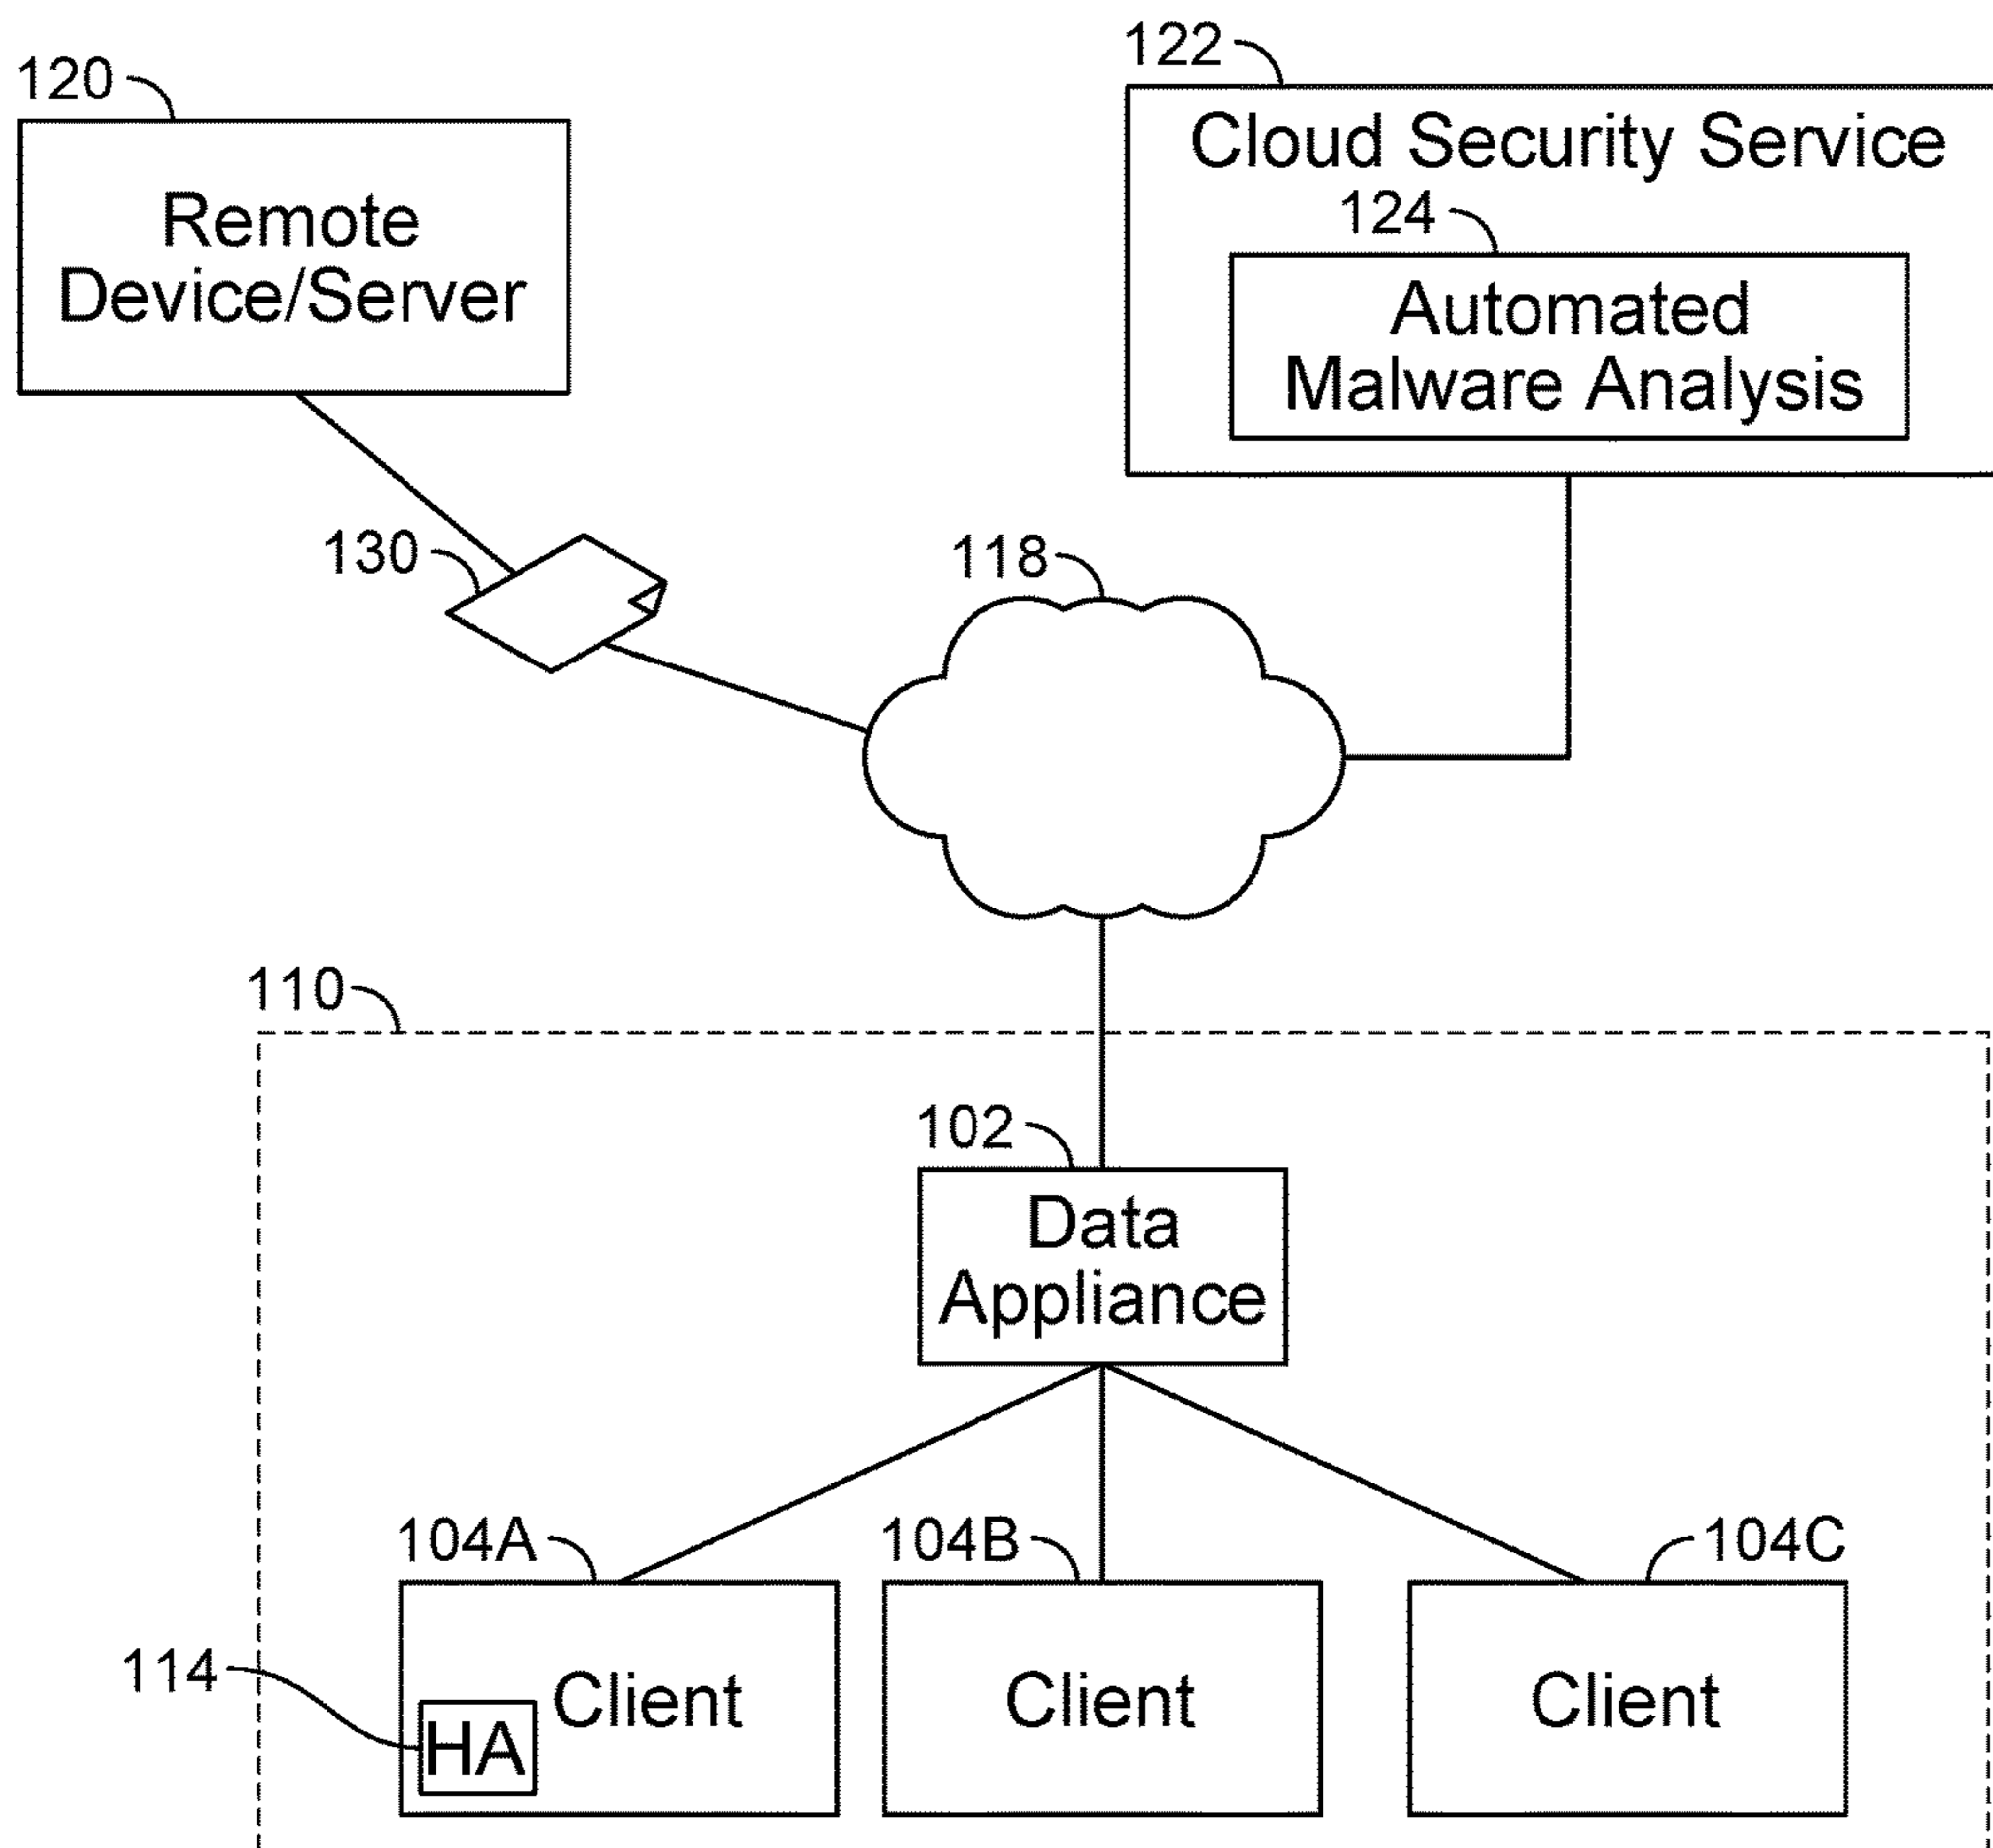 122
120
Cloud Security Service
124
Remote
Device/Server
Automated
Malware Analysis
130
118
110
102
Data
Appliance
104A
104B
104C
114
Client
Client
Client
HA